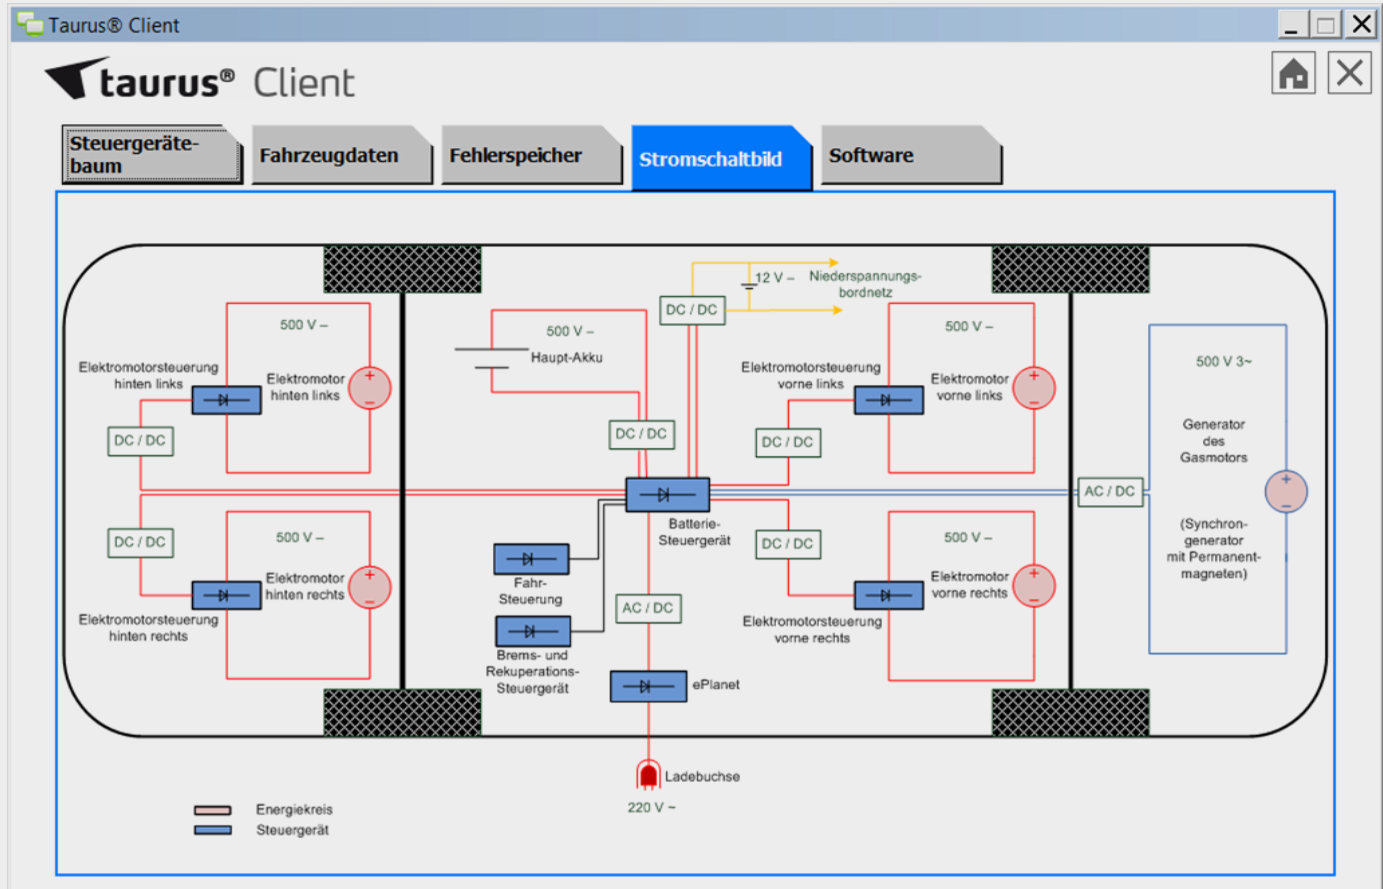 Taurus® Client
taurus® Client
Steuergeräte-
baum
Fahrzeugdaten
Fehlerspeicher
Stromschaltbild
Software
500 V –
Elektromotorsteuerung
hinten links
Elektromotor
hinten links
DC / DC
DC / DC
500 V –
Elektromotor
hinten rechts
Elektromotorsteuerung
hinten rechts
500 V –
Haupt-Akku
DC / DC
DC / DC
12 V –
Niederspannungs-
bordnetz
Batterie-
Steuergerät
Fahr-
Steuerung
Brems- und
Rekuperations-
Steuergerät
AC / DC
ePlanet
Ladebuchse
220 V ~
500 V –
Elektromotorsteuerung
vorne links
Elektromotor
vorne links
DC / DC
DC / DC
500 V –
Elektromotor
vorne rechts
Elektromotorsteuerung
vorne rechts
AC / DC
500 V 3~
Generator
des
Gasmotors
(Synchron-
generator
mit Permanent-
magneten)
Energiekreis
Steuergerät